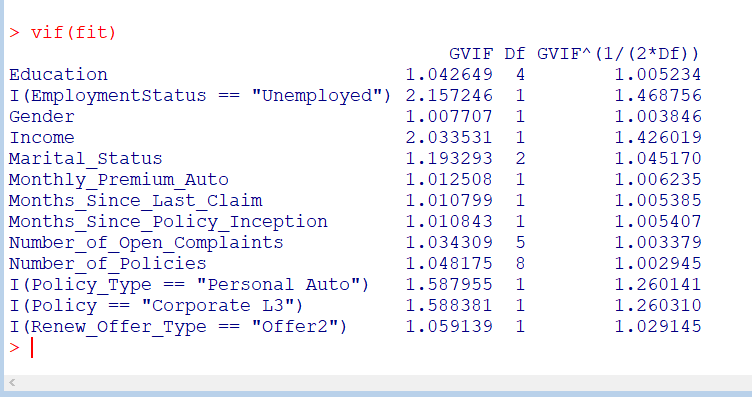 > vif(fit)
GVIF Df GVIF^(1/(2*Df))
Education 1.042649 4 1.005234
I(EmploymentStatus == "Unemployed") 2.157246 1 1.468756
Gender 1.007707 1 1.003846
Income 2.033531 1 1.426019
Marital_Status 1.193293 2 1.045170
Monthly_Premium_Auto 1.012508 1 1.006235
Months_Since_Last_Claim 1.010799 1 1.005385
Months_Since_Policy_Inception 1.010843 1 1.005407
Number_of_Open_Complaints 1.034309 5 1.003379
Number_of_Policies 1.048175 8 1.002945
I(Policy_Type == "Personal Auto") 1.587955 1 1.260141
I(Policy == "Corporate L3") 1.588381 1 1.260310
I(Renew_Offer_Type == "Offer2") 1.059139 1 1.029145
>